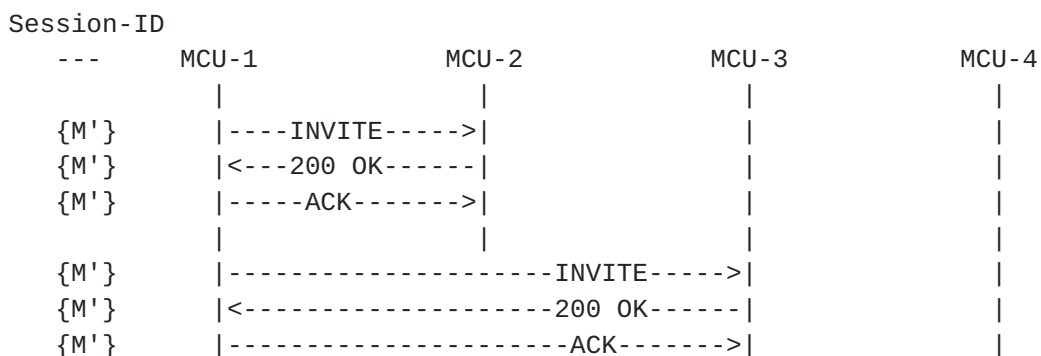 Session-ID
--- MCU-1 MCU-2 MCU-3 MCU-4
| | | |
{M'} |----INVITE----->| | |
{M'} |<---200 OK------| | |
{M'} |-----ACK------->| | |
| | | |
{M'} |---------------------INVITE----->| |
{M'} |<--------------------200 OK------| |
{M'} |----------------------ACK------->| |